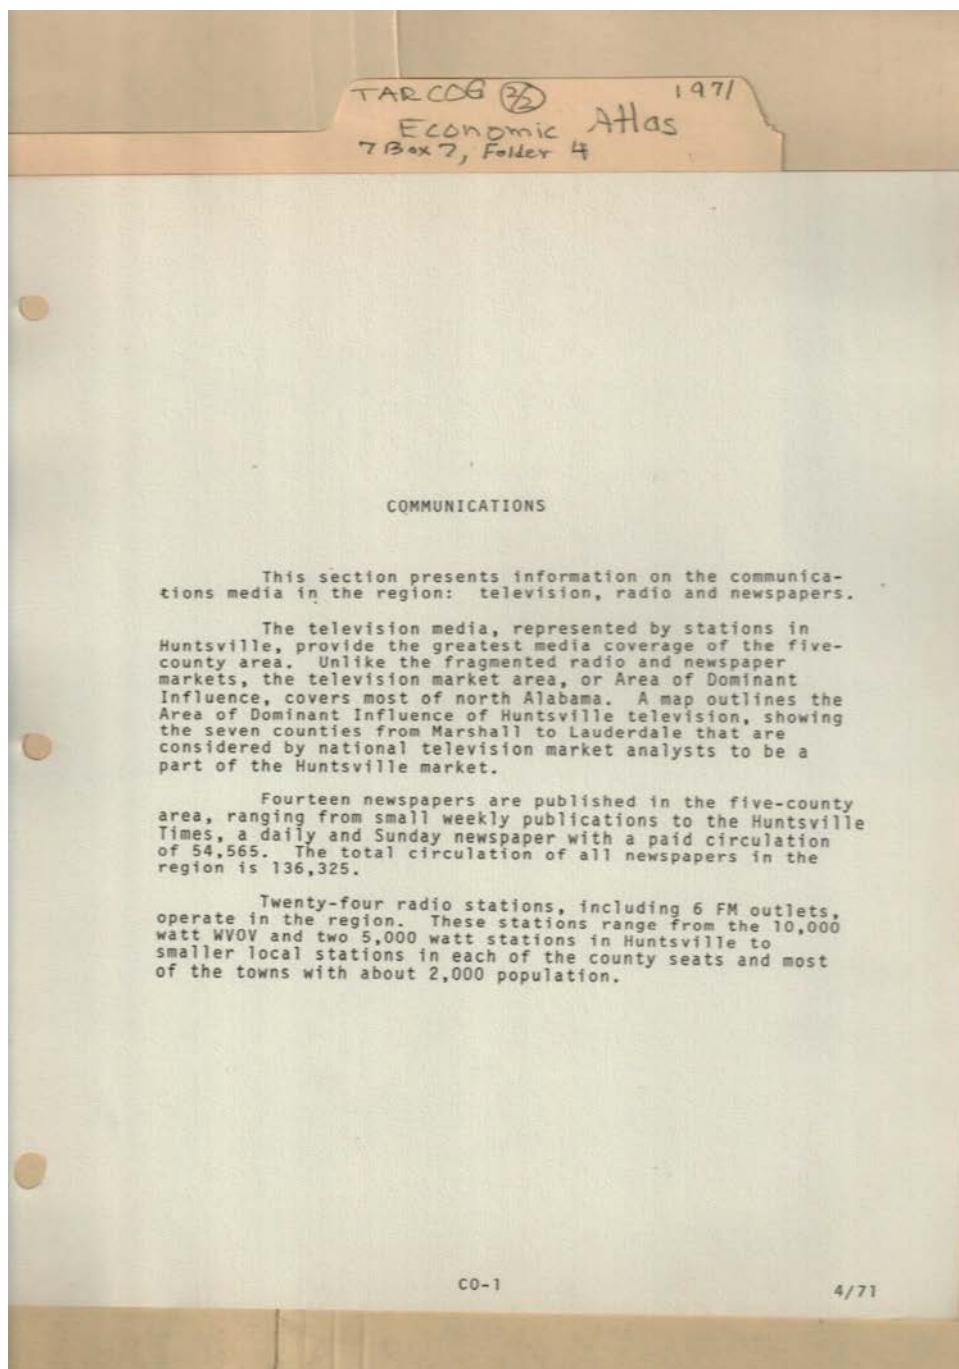 TARCOG 2/2 1971
Economic Atlas
7 Box 7, Folder 4
COMMUNICATIONS
This section presents information on the communica-
tions media in the region: television, radio and newspapers.
The television media, represented by stations in
Huntsville, provide the greatest media coverage of the five-
county area. Unlike the fragmented radio and newspaper
markets, the television market area, or Area of Dominant
Influence, covers most of north Alabama. A map outlines the
Area of Dominant Influence of Huntsville television, showing
the seven counties from Marshall to Lauderdale that are
considered by national television market analysts to be a
part of the Huntsville market.
Fourteen newspapers are published in the five-county
area, ranging from small weekly publications to the Huntsville
Times, a daily and Sunday newspaper with a paid circulation
of 54,565. The total circulation of all newspapers in the
region is 136,325.
Twenty-four radio stations, including 6 FM outlets,
operate in the region. These stations range from the 10,000
watt WVOV and two 5,000 watt stations in Huntsville to
smaller local stations in each of the county seats and most
of the towns with about 2,000 population.
CO-1
4/71